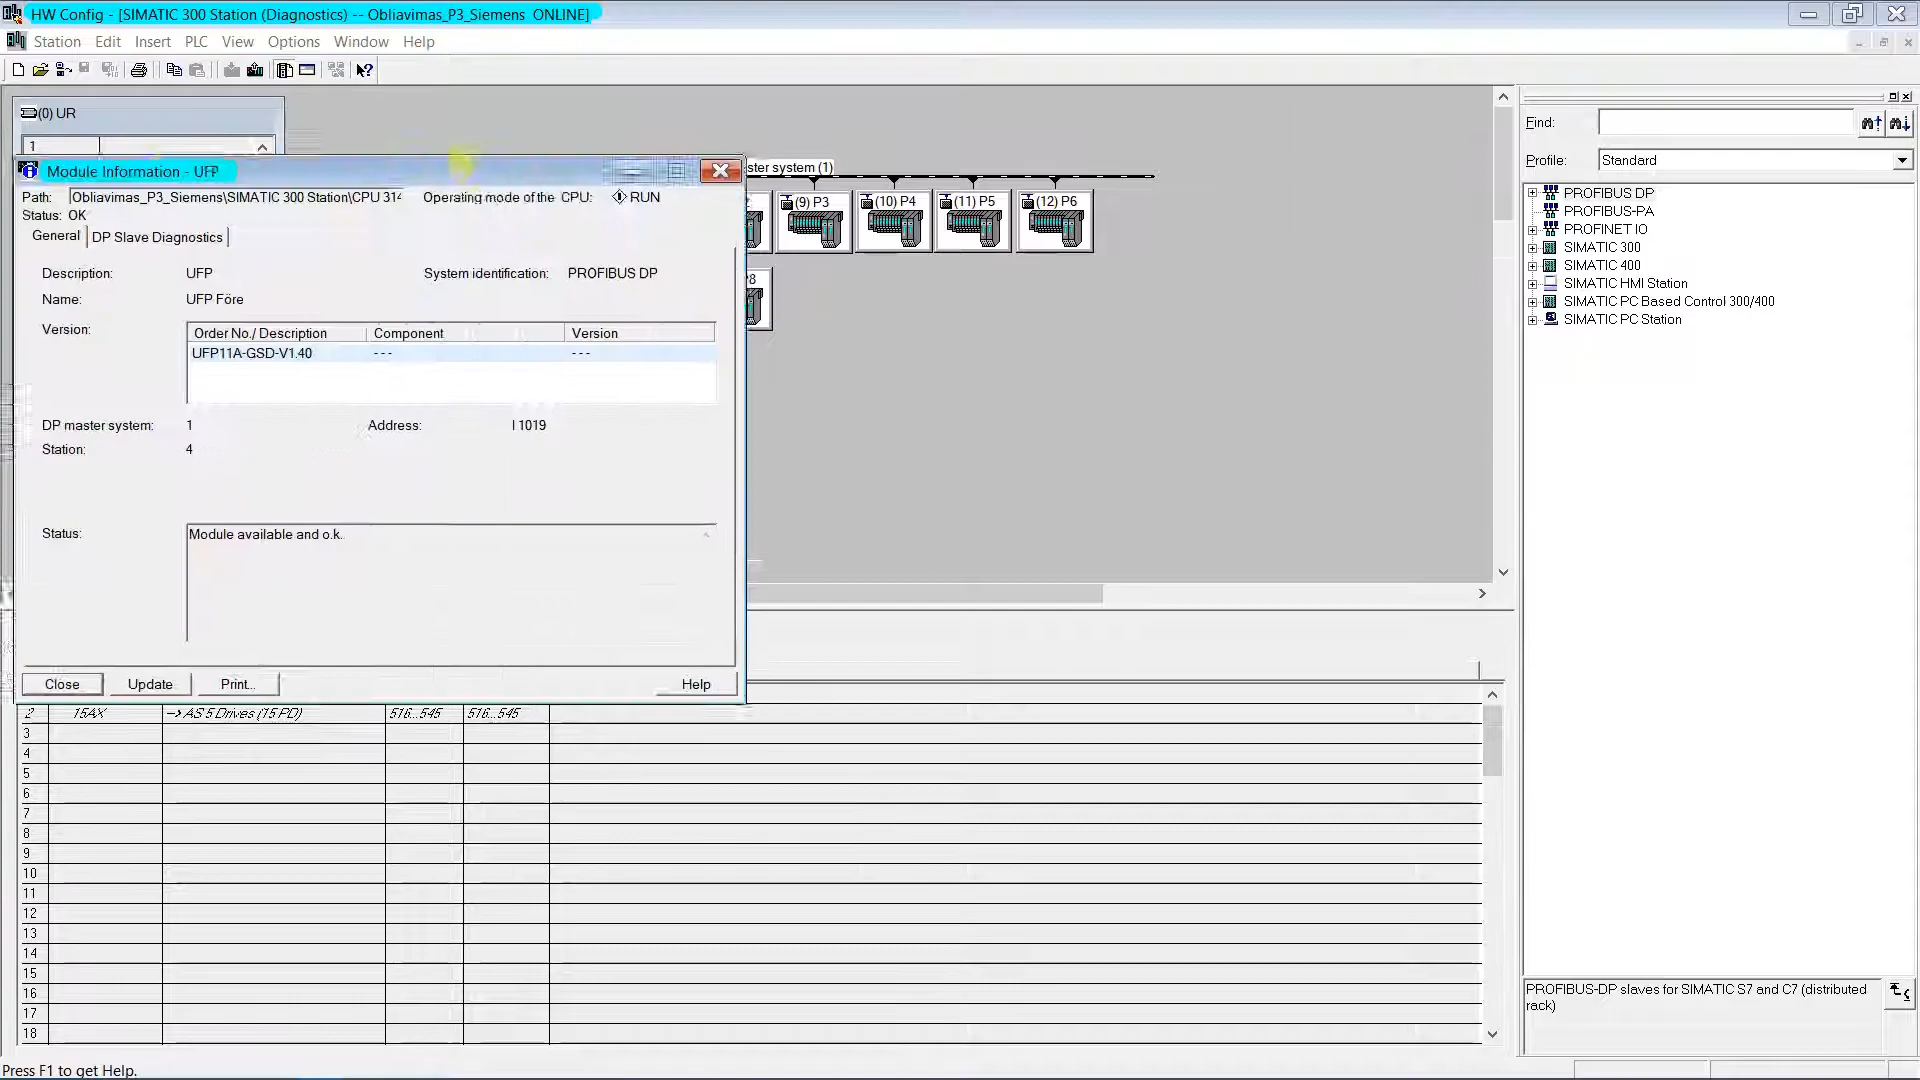 HW Config - [SIMATIC 300 Station (Diagnostics) -- Obliavimas_P3_Siemens ONLINE]
Station Edit Insert PLC View Options Window Help
(0) UR
1
Module Information - UFP
Path: Obliavimas_P3_Siemens\SIMATIC 300 Station\CPU 314 Operating mode of the CPU: RUN
Status: OK
General DP Slave Diagnostics
Description: UFP System identification: PROFIBUS DP
Name: UFP Före
Version:
Order No./ Description Component Version
UFP11A-GSD-V1.40 --- ---
DP master system: 1 Address: I 1019
Station: 4
Status: Module available and o.k.
Close Update Print... Help
ster system (1)
(9) P3 (10) P4 (11) P5 (12) P6
8
2 15AX --> AS 5 Drives (15 PD) 516...545 516...545
3
4
5
6
7
8
9
10
11
12
13
14
15
16
17
18
Find:
Profile: Standard
PROFIBUS DP
PROFIBUS-PA
PROFINET IO
SIMATIC 300
SIMATIC 400
SIMATIC HMI Station
SIMATIC PC Based Control 300/400
SIMATIC PC Station
PROFIBUS-DP slaves for SIMATIC S7 and C7 (distributed
rack)
Press F1 to get Help.